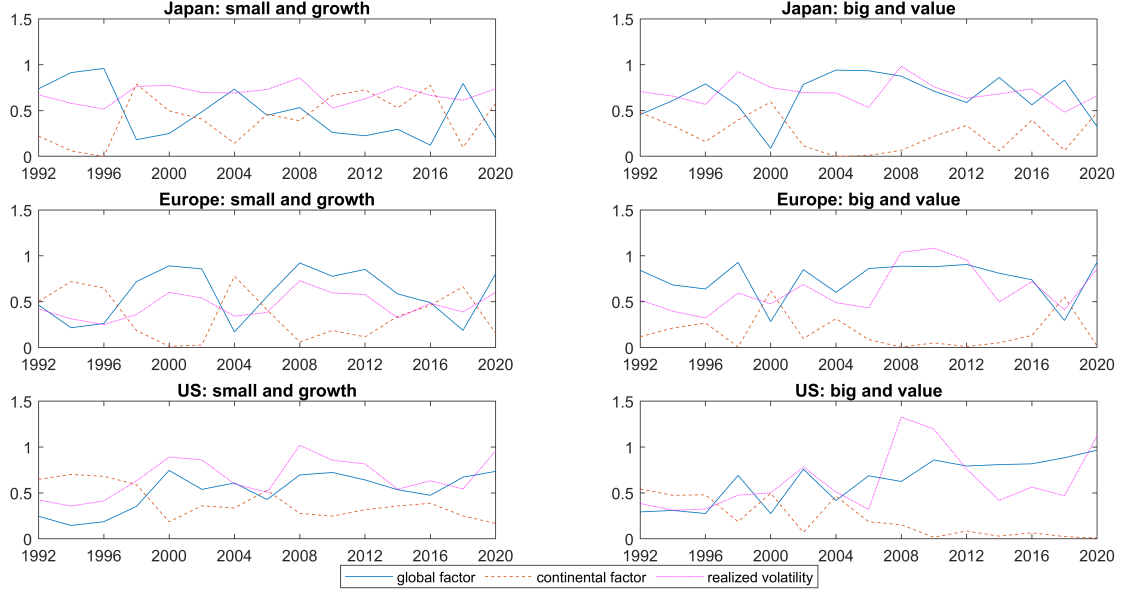 Japan: small and growth
1.5
1
0.5
0
1992 1996 2000 2004 2008 2012 2016 2020
Japan: big and value
1.5
1
0.5
0
1992 1996 2000 2004 2008 2012 2016 2020
Europe: small and growth
1.5
1
0.5
0
1992 1996 2000 2004 2008 2012 2016 2020
Europe: big and value
1.5
1
0.5
0
1992 1996 2000 2004 2008 2012 2016 2020
US: small and growth
1.5
1
0.5
0
1992 1996 2000 2004 2008 2012 2016 2020
US: big and value
1.5
1
0.5
0
1992 1996 2000 2004 2008 2012 2016 2020
global factor continental factor realized volatility